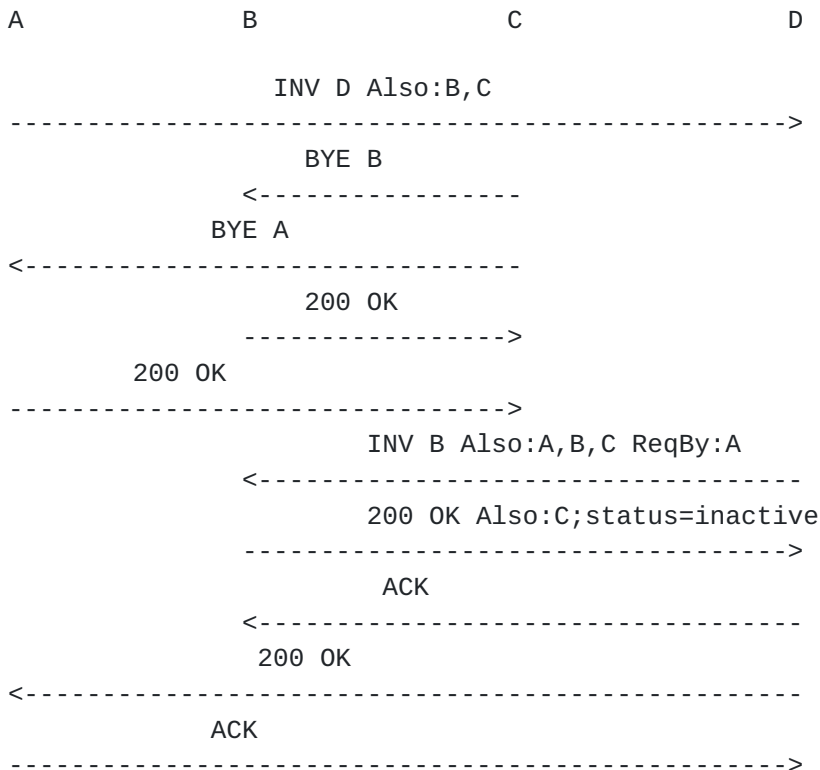 A B C D
INV D Also:B,C
---------------------------------------------------->
BYE B
<-----------------
BYE A
<--------------------------------
200 OK
----------------->
200 OK
-------------------------------->
INV B Also:A,B,C ReqBy:A
<-----------------------------------
200 OK Also:C;status=inactive
----------------------------------->
ACK
<-----------------------------------
200 OK
<--------------------------------------------------
ACK
-------------------------------------------------->